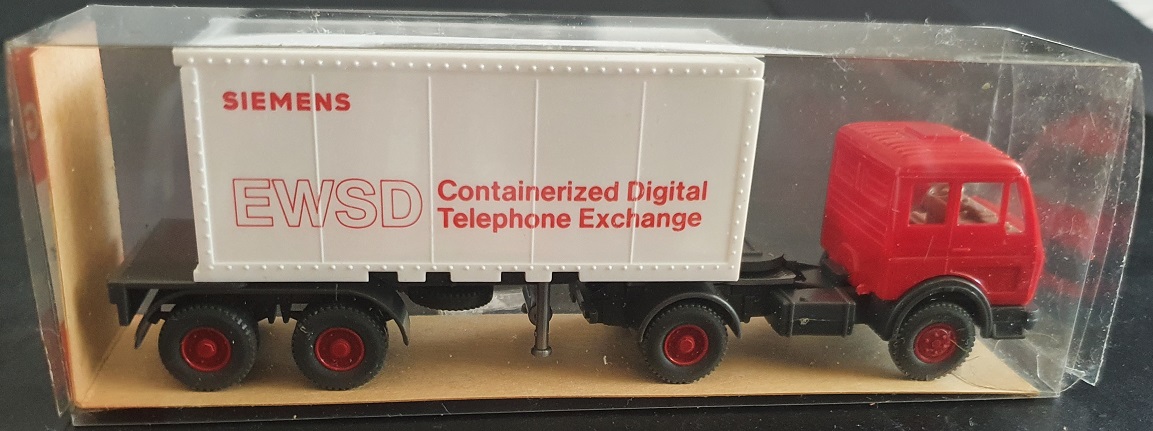 SIEMENS
EWSD
Containerized Digital
Telephone Exchange